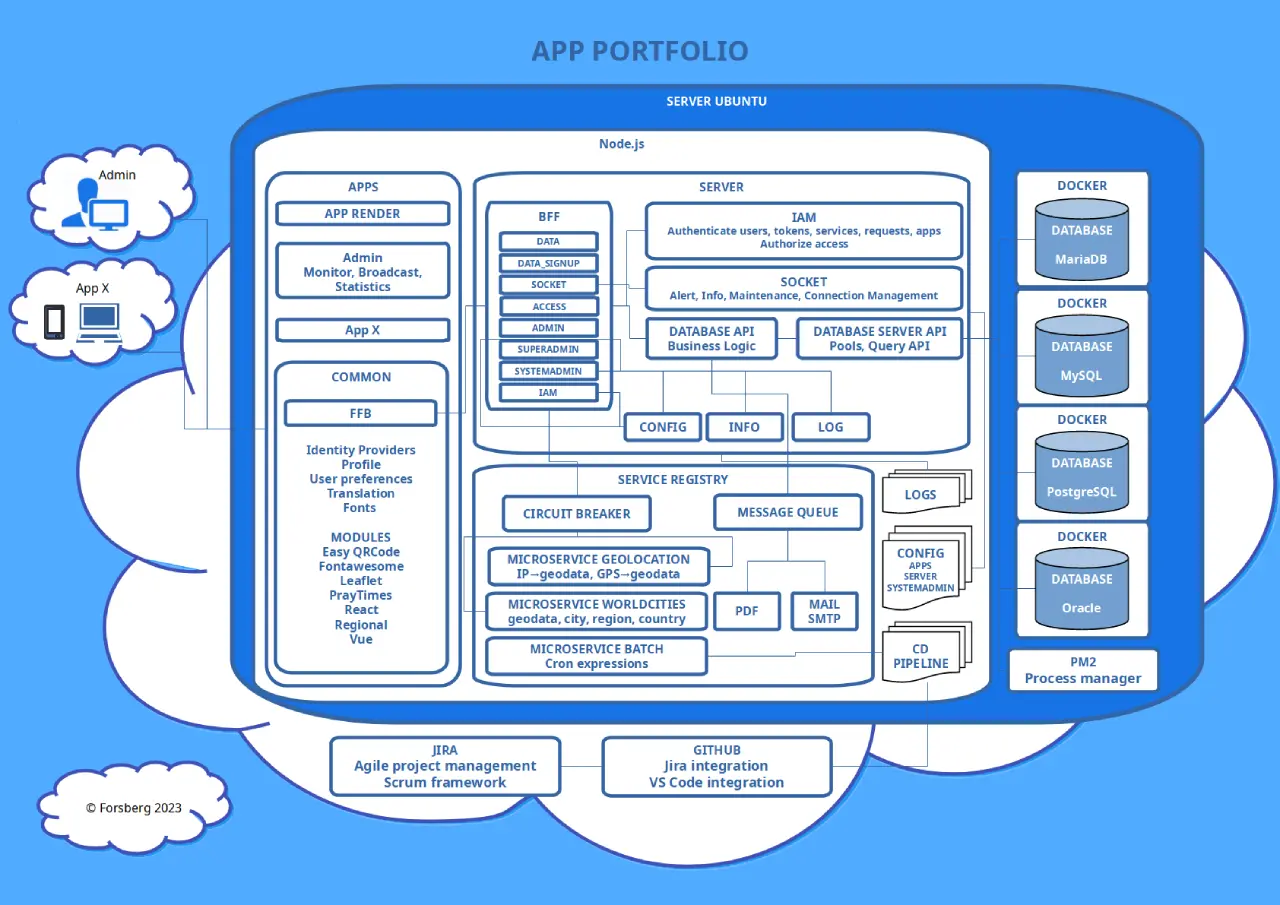 APP PORTFOLIO
SERVER UBUNTU
Node.js
Admin
App X
APPS
APP RENDER
Admin
Monitor, Broadcast,
Statistics
App X
COMMON
FFB
Identity Providers
Profile
User preferences
Translation
Fonts
MODULES
Easy QRCode
Fontawesome
Leaflet
PrayTimes
React
Regional
Vue
SERVER
BFF
DATA
DATA_SIGNUP
SOCKET
ACCESS
ADMIN
SUPERADMIN
SYSTEMADMIN
IAM
IAM
Authenticate users, tokens, services, requests, apps
Authorize access
SOCKET
Alert, Info, Maintenance, Connection Management
DATABASE API
Business Logic
DATABASE SERVER API
Pools, Query API
CONFIG
INFO
LOG
SERVICE REGISTRY
CIRCUIT BREAKER
MESSAGE QUEUE
MICROSERVICE GEOLOCATION
IP→geodata, GPS→geodata
MICROSERVICE WORLDCITIES
geodata, city, region, country
MICROSERVICE BATCH
Cron expressions
PDF
MAIL
SMTP
LOGS
CONFIG
APPS
SERVER
SYSTEMADMIN
CD
PIPELINE
DOCKER
DATABASE
MariaDB
DOCKER
DATABASE
MySQL
DOCKER
DATABASE
PostgreSQL
DOCKER
DATABASE
Oracle
PM2
Process manager
JIRA
Agile project management
Scrum framework
GITHUB
Jira integration
VS Code integration
© Forsberg 2023